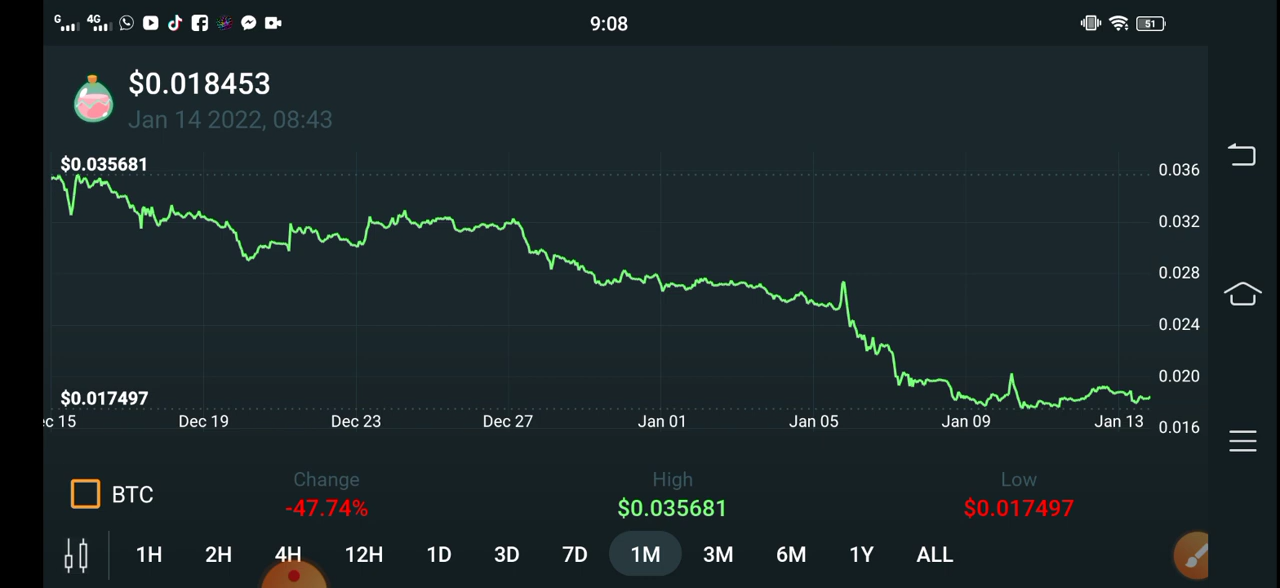 G 4G 9:08 51
$0.018453
Jan 14 2022, 08:43
$0.035681
0.036
0.032
0.028
0.024
0.020
$0.017497
c 15 Dec 19 Dec 23 Dec 27 Jan 01 Jan 05 Jan 09 Jan 13 0.016
BTC
Change High Low
-47.74% $0.035681 $0.017497
1H 2H 4H 12H 1D 3D 7D 1M 3M 6M 1Y ALL